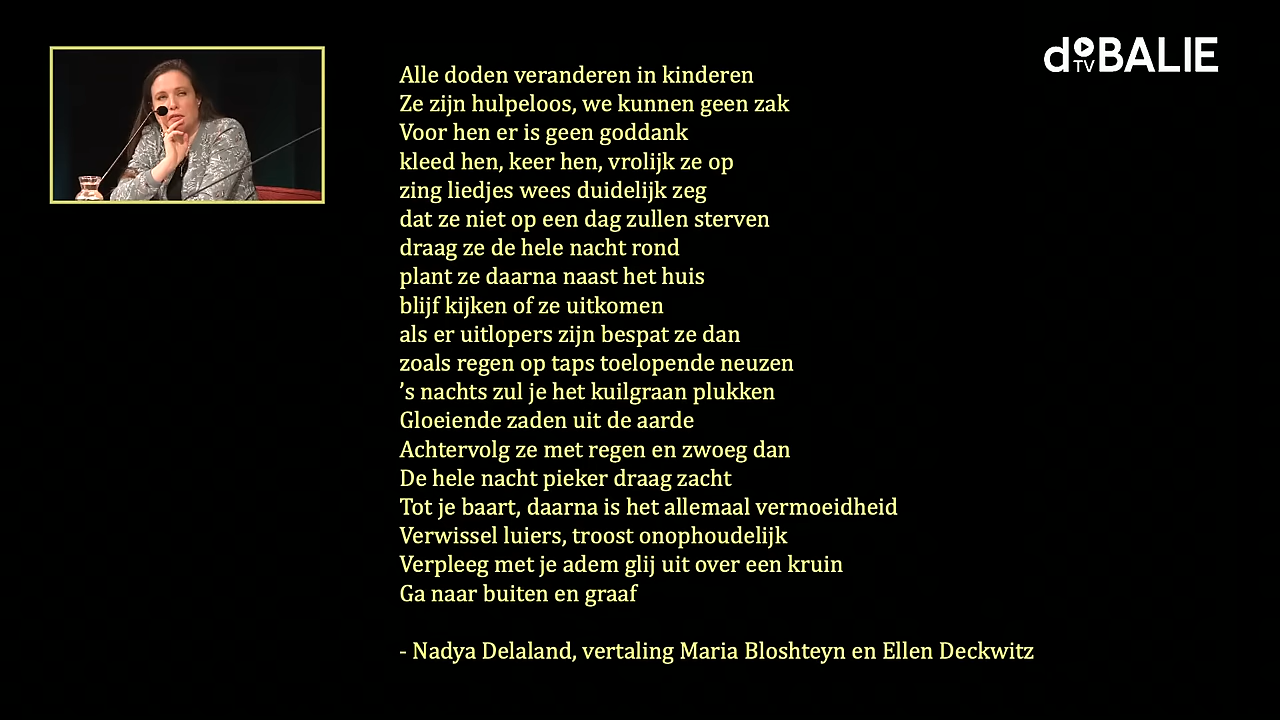 de BALIE
TV
Alle doden veranderen in kinderen
Ze zijn hulpeloos, we kunnen geen zak
Voor hen er is geen goddank
kleed hen, keer hen, vrolijk ze op
zing liedjes wees duidelijk zeg
dat ze niet op een dag zullen sterven
draag ze de hele nacht rond
plant ze daarna naast het huis
blijf kijken of ze uitkomen
als er uitlopers zijn bespat ze dan
zoals regen op taps toelopende neuzen
’s nachts zul je het kuilgraan plukken
Gloeiende zaden uit de aarde
Achtervolg ze met regen en zwoeg dan
De hele nacht pieker draag zacht
Tot je baart, daarna is het allemaal vermoeidheid
Verwissel luiers, troost onophoudelijk
Verpleeg met je adem glij uit over een kruin
Ga naar buiten en graaf
- Nadya Delaland, vertaling Maria Bloshteyn en Ellen Deckwitz